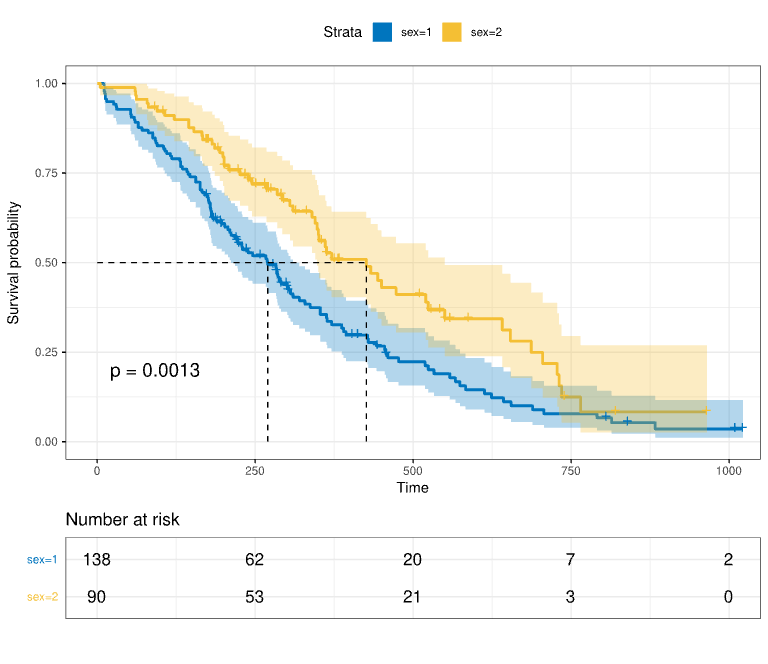 Strata sex=1 sex=2
1.00
0.75
0.50
0.25
0.00
Survival probability
p = 0.0013
0 250 500 750 1000
Time
Number at risk
sex=1 138 62 20 7 2
sex=2 90 53 21 3 0